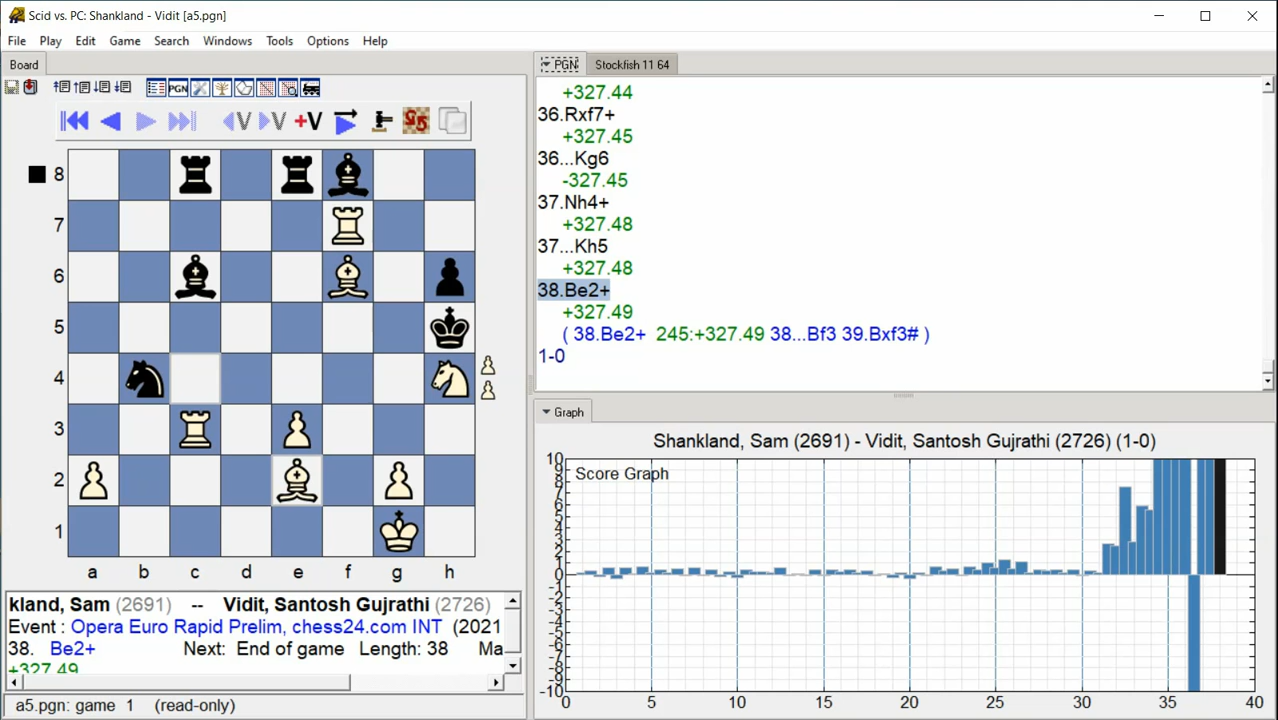 Scid vs. PC: Shankland - Vidit [a5.pgn]
File Play Edit Game Search Windows Tools Options Help
Board
PGN
V V +V
8
7
6
5
4
3
2
1
a b c d e f g h
kland, Sam (2691) -- Vidit, Santosh Gujrathi (2726)
Event : Opera Euro Rapid Prelim, chess24.com INT (2021
38. Be2+ Next: End of game Length: 38 Ma
+327.49
a5.pgn: game 1 (read-only)
PGN Stockfish 11 64
+327.44
36.Rxf7+
+327.45
36...Kg6
-327.45
37.Nh4+
+327.48
37...Kh5
+327.48
38.Be2+
+327.49
( 38.Be2+ 245:+327.49 38...Bf3 39.Bxf3# )
1-0
Graph
Shankland, Sam (2691) - Vidit, Santosh Gujrathi (2726) (1-0)
Score Graph
10
9
8
7
6
5
4
3
2
1
0
-1
-2
-3
-4
-5
-6
-7
-8
-9
-10
0 5 10 15 20 25 30 35 40